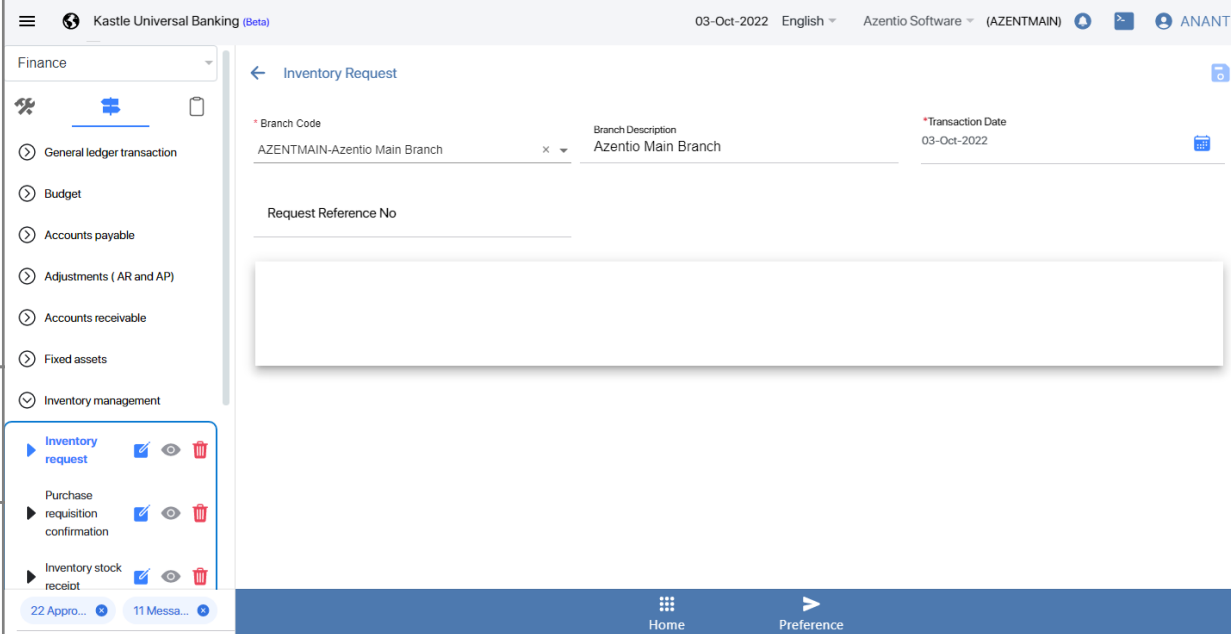 Kastle Universal Banking (Beta)
03-Oct-2022 English Azentio Software (AZENTMAIN) ANANT
Finance
General ledger transaction
Budget
Accounts payable
Adjustments ( AR and AP)
Accounts receivable
Fixed assets
Inventory management
Inventory
request
Purchase
requisition
confirmation
Inventory stock
receipt
22 Appro...
11 Messa...
Inventory Request
* Branch Code
AZENTMAIN-Azentio Main Branch
Branch Description
Azentio Main Branch
*Transaction Date
03-Oct-2022
Request Reference No
Home
Preference